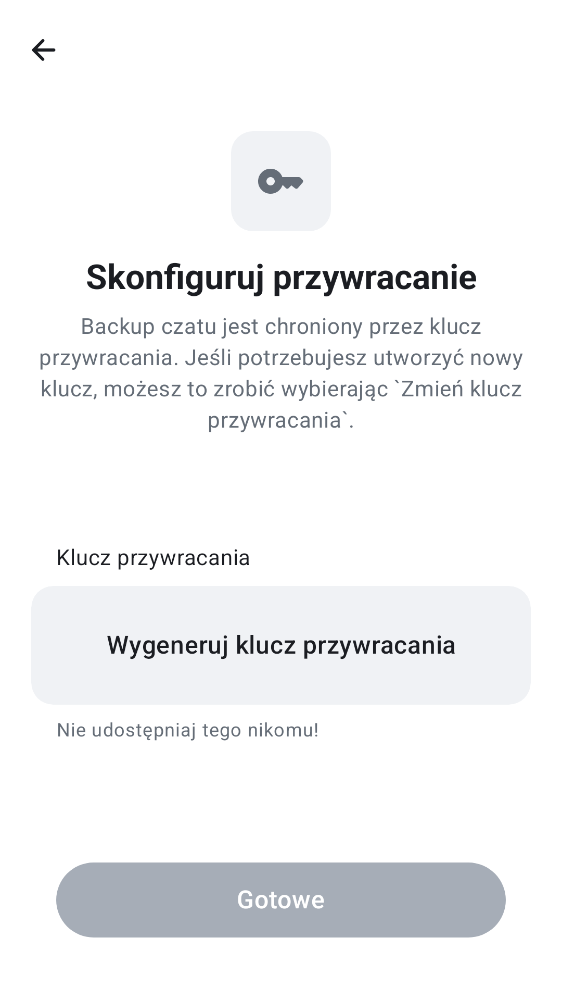 Skonfiguruj przywracanie
Backup czatu jest chroniony przez klucz
przywracania. Jeśli potrzebujesz utworzyć nowy
klucz, możesz to zrobić wybierając `Zmień klucz
przywracania`.
Klucz przywracania
Wygeneruj klucz przywracania
Nie udostępniaj tego nikomu!
Gotowe